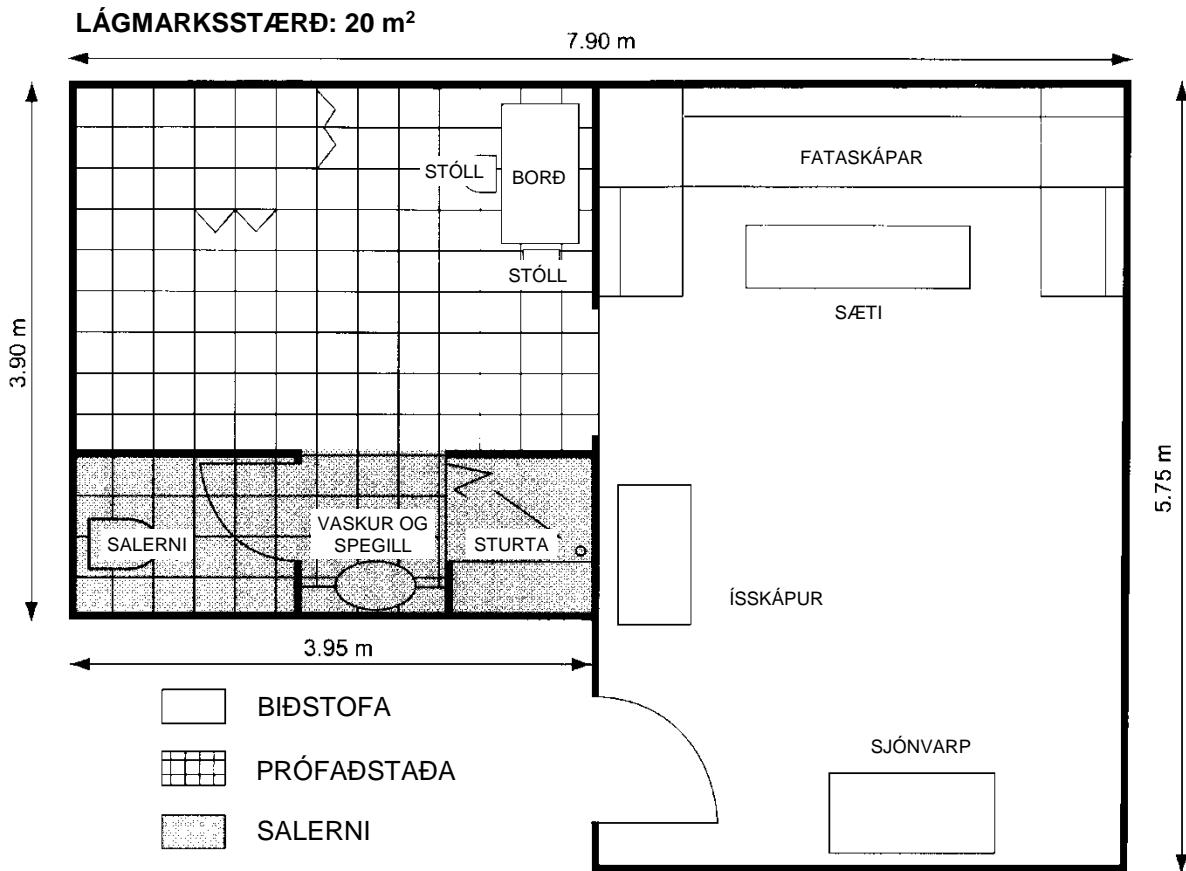 LÁGMARKSSTÆRÐ: 20 m²
7.90 m
3.90 m
5.75 m
STÓLL
BORÐ
STÓLL
FATASKÁPAR
SÆTI
SALERNI
VASKUR OG
SPEGILL
STURTA
ÍSSKÁPUR
SJÓNVARP
3.95 m
BIÐSTOFA
PRÓFAÐSTAÐA
SALERNI